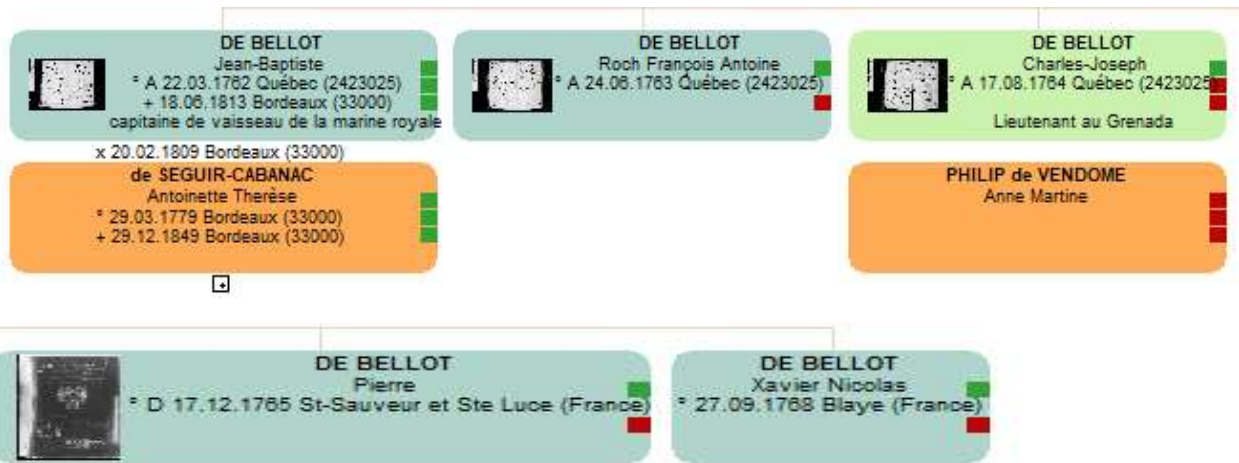 DE BELLOT
Jean-Baptiste
° A 22.03.1762 Québec (2423025)
+ 18.06.1813 Bordeaux (33000)
capitaine de vaisseau de la marine royale
x 20.02.1809 Bordeaux (33000)
de SEGUIR-CABANAC
Antoinette Therèse
° 29.03.1779 Bordeaux (33000)
+ 29.12.1849 Bordeaux (33000)
DE BELLOT
Roch François Antoine
° A 24.06.1763 Québec (2423025)
DE BELLOT
Charles-Joseph
° A 17.08.1764 Québec (2423025)
Lieutenant au Grenada
PHILIP de VENDOME
Anne Martine
DE BELLOT
Pierre
° D 17.12.1765 St-Sauveur et Ste Luce (France)
DE BELLOT
Xavier Nicolas
° 27.09.1768 Blaye (France)